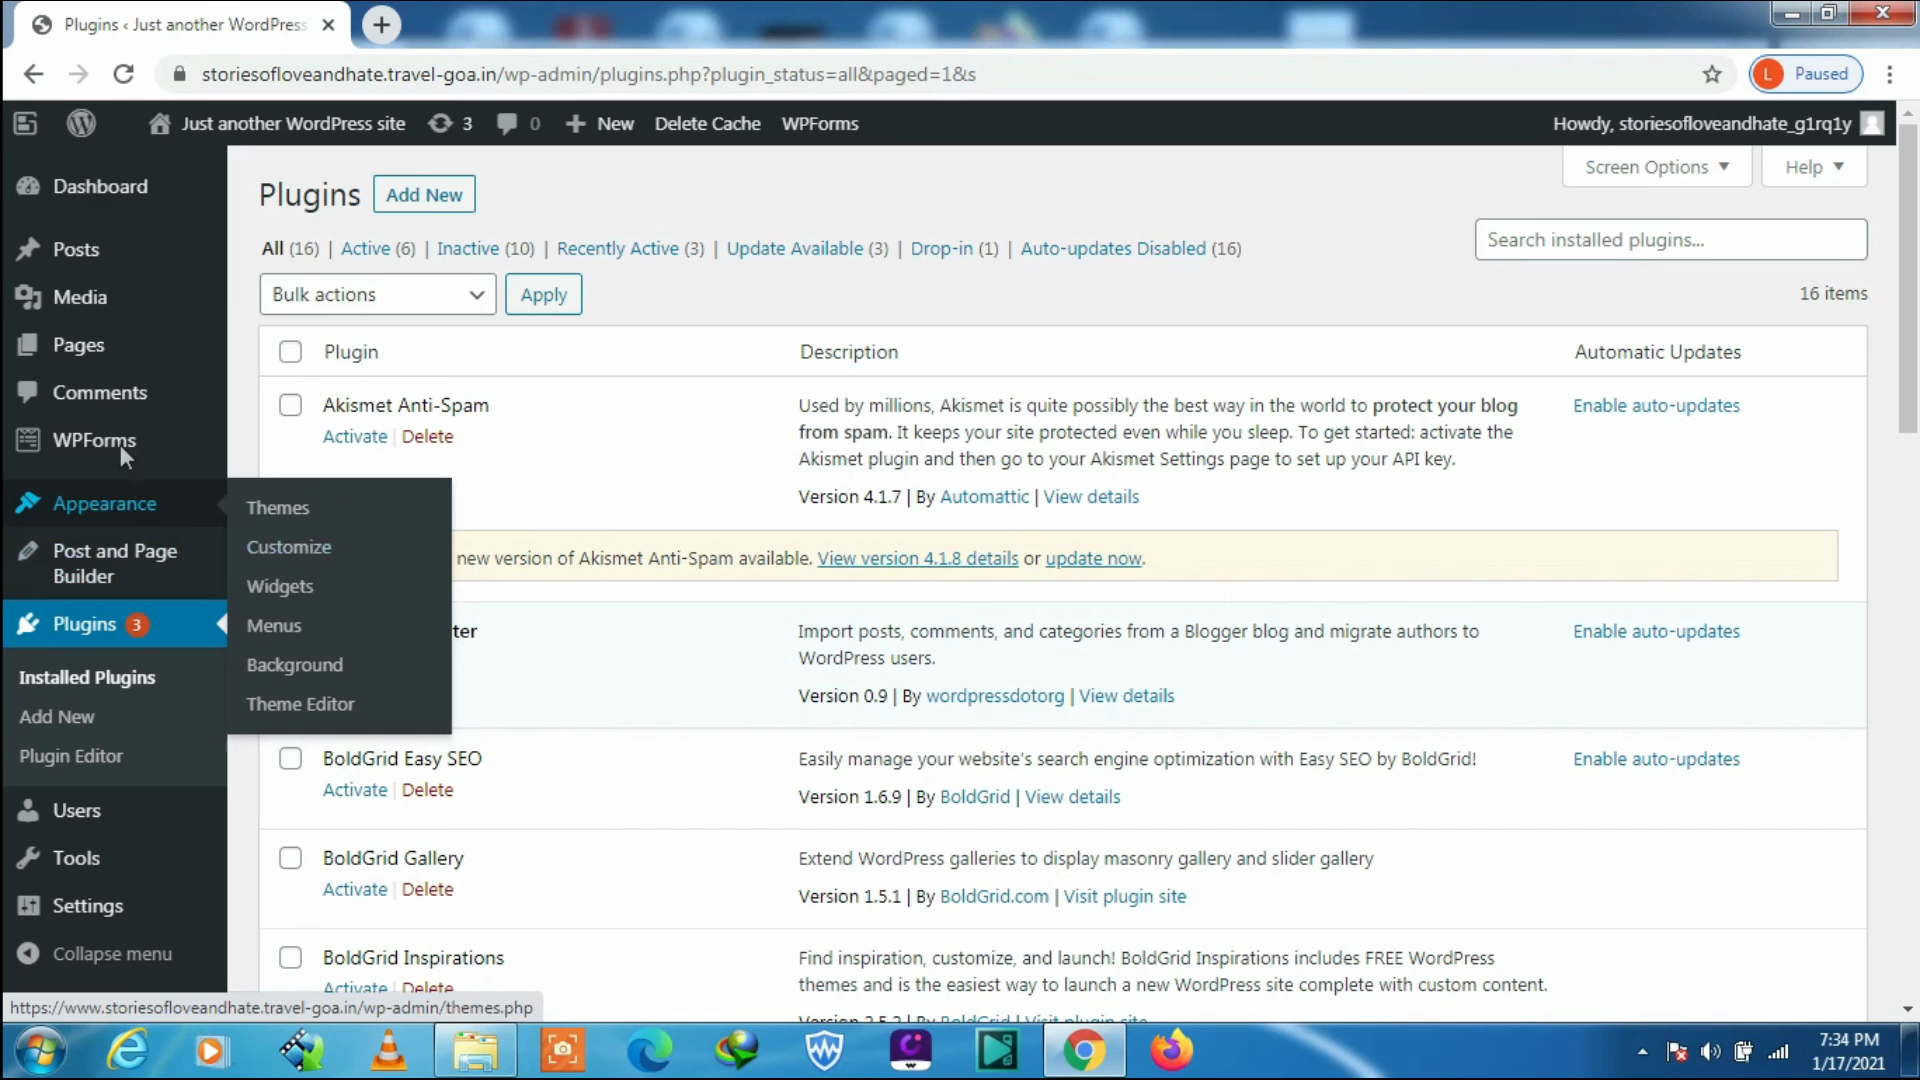 Plugins ‹ Just another WordPress
storiesofloveandhate.travel-goa.in/wp-admin/plugins.php?plugin_status=all&paged=1&s
L Paused
Just another WordPress site 3 0 New Delete Cache WPForms Howdy, storiesofloveandhate_g1rq1y
Screen Options Help
Dashboard
Posts
Media
Pages
Comments
WPForms
Appearance
Post and Page
Builder
Plugins 3
Installed Plugins
Add New
Plugin Editor
Users
Tools
Settings
Collapse menu
Themes
Customize
Widgets
Menus
Background
Theme Editor
Plugins Add New
All (16) | Active (6) | Inactive (10) | Recently Active (3) | Update Available (3) | Drop-in (1) | Auto-updates Disabled (16)
Search installed plugins...
Bulk actions Apply
16 items
Plugin Description Automatic Updates
Akismet Anti-Spam
Activate | Delete
Used by millions, Akismet is quite possibly the best way in the world to protect your blog
from spam. It keeps your site protected even while you sleep. To get started: activate the
Akismet plugin and then go to your Akismet Settings page to set up your API key.
Version 4.1.7 | By Automattic | View details
Enable auto-updates
new version of Akismet Anti-Spam available. View version 4.1.8 details or update now.
ter
Import posts, comments, and categories from a Blogger blog and migrate authors to
WordPress users.
Version 0.9 | By wordpressdotorg | View details
Enable auto-updates
BoldGrid Easy SEO
Activate | Delete
Easily manage your website's search engine optimization with Easy SEO by BoldGrid!
Version 1.6.9 | By BoldGrid | View details
Enable auto-updates
BoldGrid Gallery
Activate | Delete
Extend WordPress galleries to display masonry gallery and slider gallery
Version 1.5.1 | By BoldGrid.com | Visit plugin site
BoldGrid Inspirations
Activate | Delete
Find inspiration, customize, and launch! BoldGrid Inspirations includes FREE WordPress
themes and is the easiest way to launch a new WordPress site complete with custom content.
Version 2.5.2 | By BoldGrid | Visit plugin site
https://www.storiesofloveandhate.travel-goa.in/wp-admin/themes.php
7:34 PM
1/17/2021